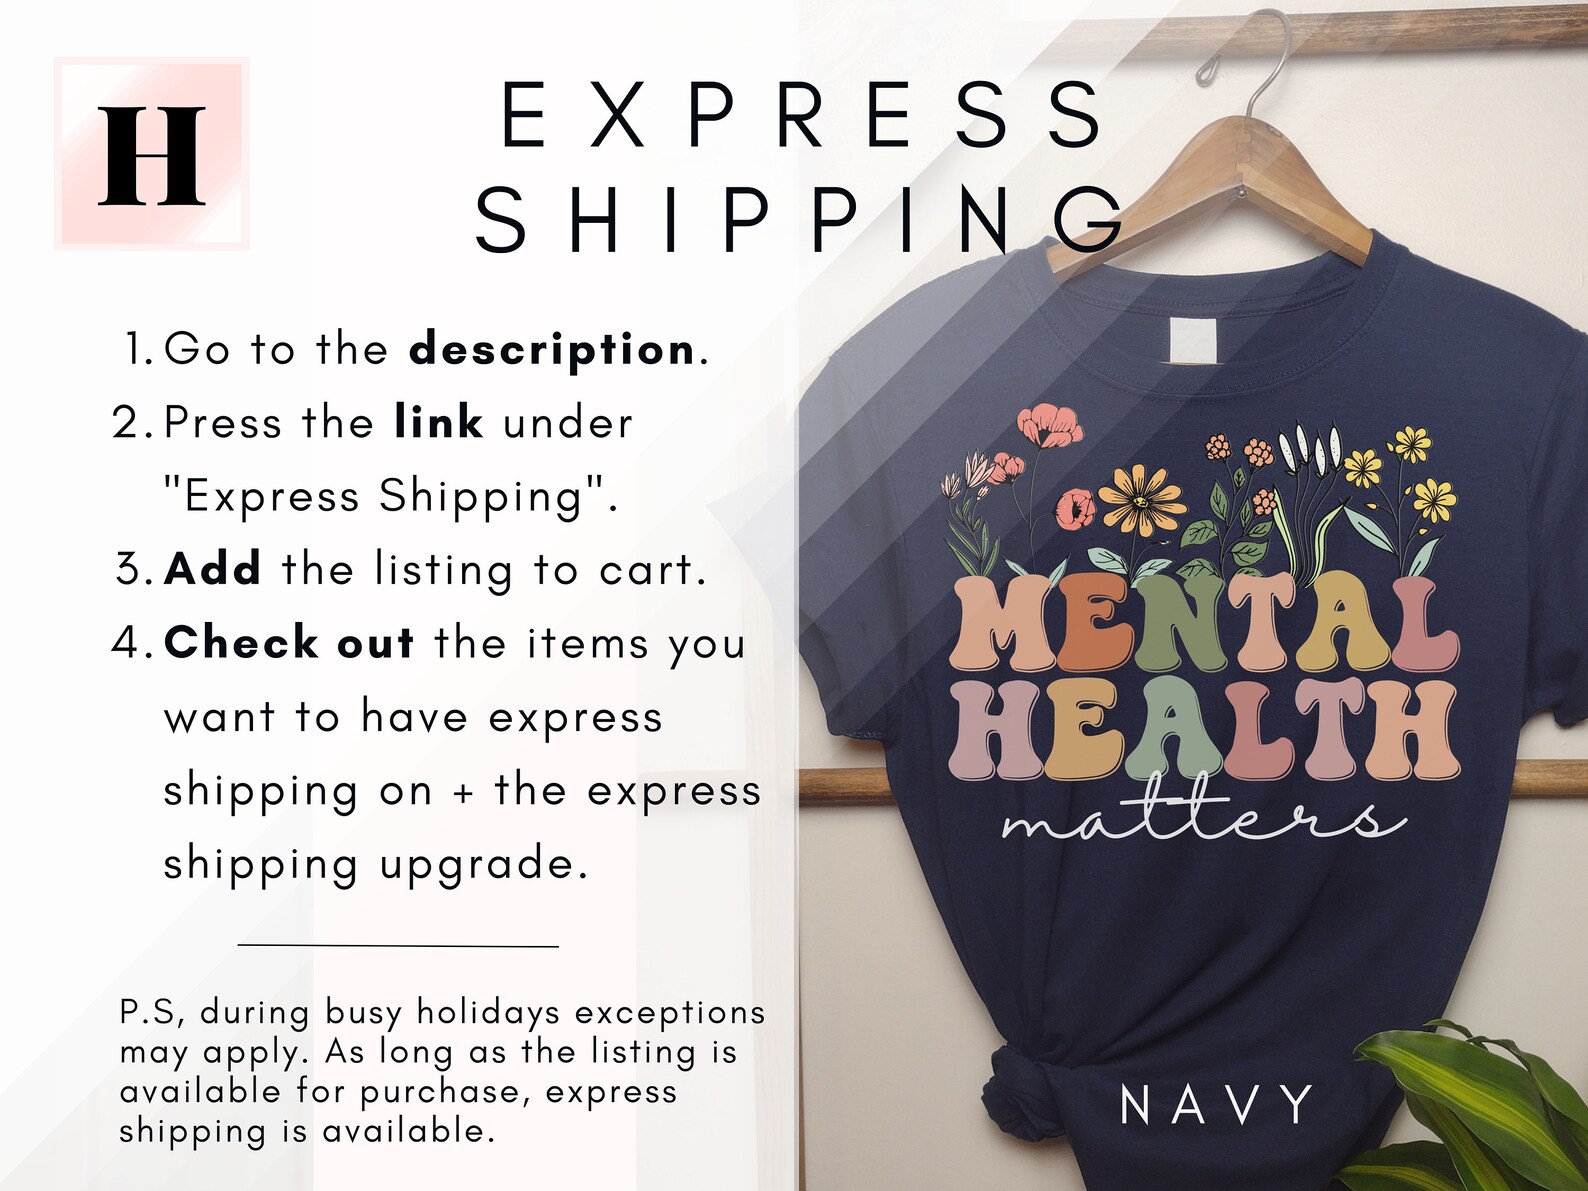 H
EXPRESS
SHIPPING
1. Go to the description.
2. Press the link under
"Express Shipping".
3. Add the listing to cart.
4. Check out the items you
want to have express
shipping on + the express
shipping upgrade.
P.S, during busy holidays exceptions
may apply. As long as the listing is
available for purchase, express
shipping is available.
MENTAL
HEALTH
matters
NAVY